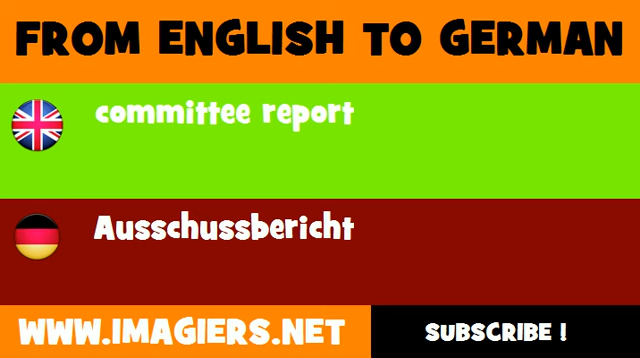 FROM ENGLISH TO GERMAN
committee report
Ausschussbericht
WWW.IMAGIERS.NET
SUBSCRIBE !